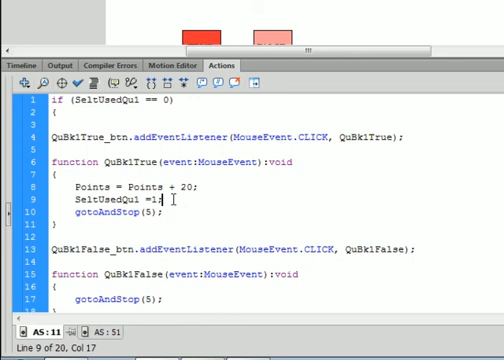 Timeline Output Compiler Errors Motion Editor Actions
1 if (SeltUsedQu1 == 0)
2 {
3
4 QuBk1True_btn.addEventListener(MouseEvent.CLICK, QuBk1True);
5
6 function QuBk1True (event:MouseEvent):void
7 {
8 Points = Points + 20;
9 SeltUsedQu1 =1;
10 gotoAndStop(5);
11 }
12
13 QuBk1False_btn.addEventListener(MouseEvent.CLICK, QuBk1False);
14
15 function QuBk1False (event:MouseEvent):void
16 {
17 gotoAndStop(5);
18 }
AS:11 AS:51
Line 9 of 20, Col 17